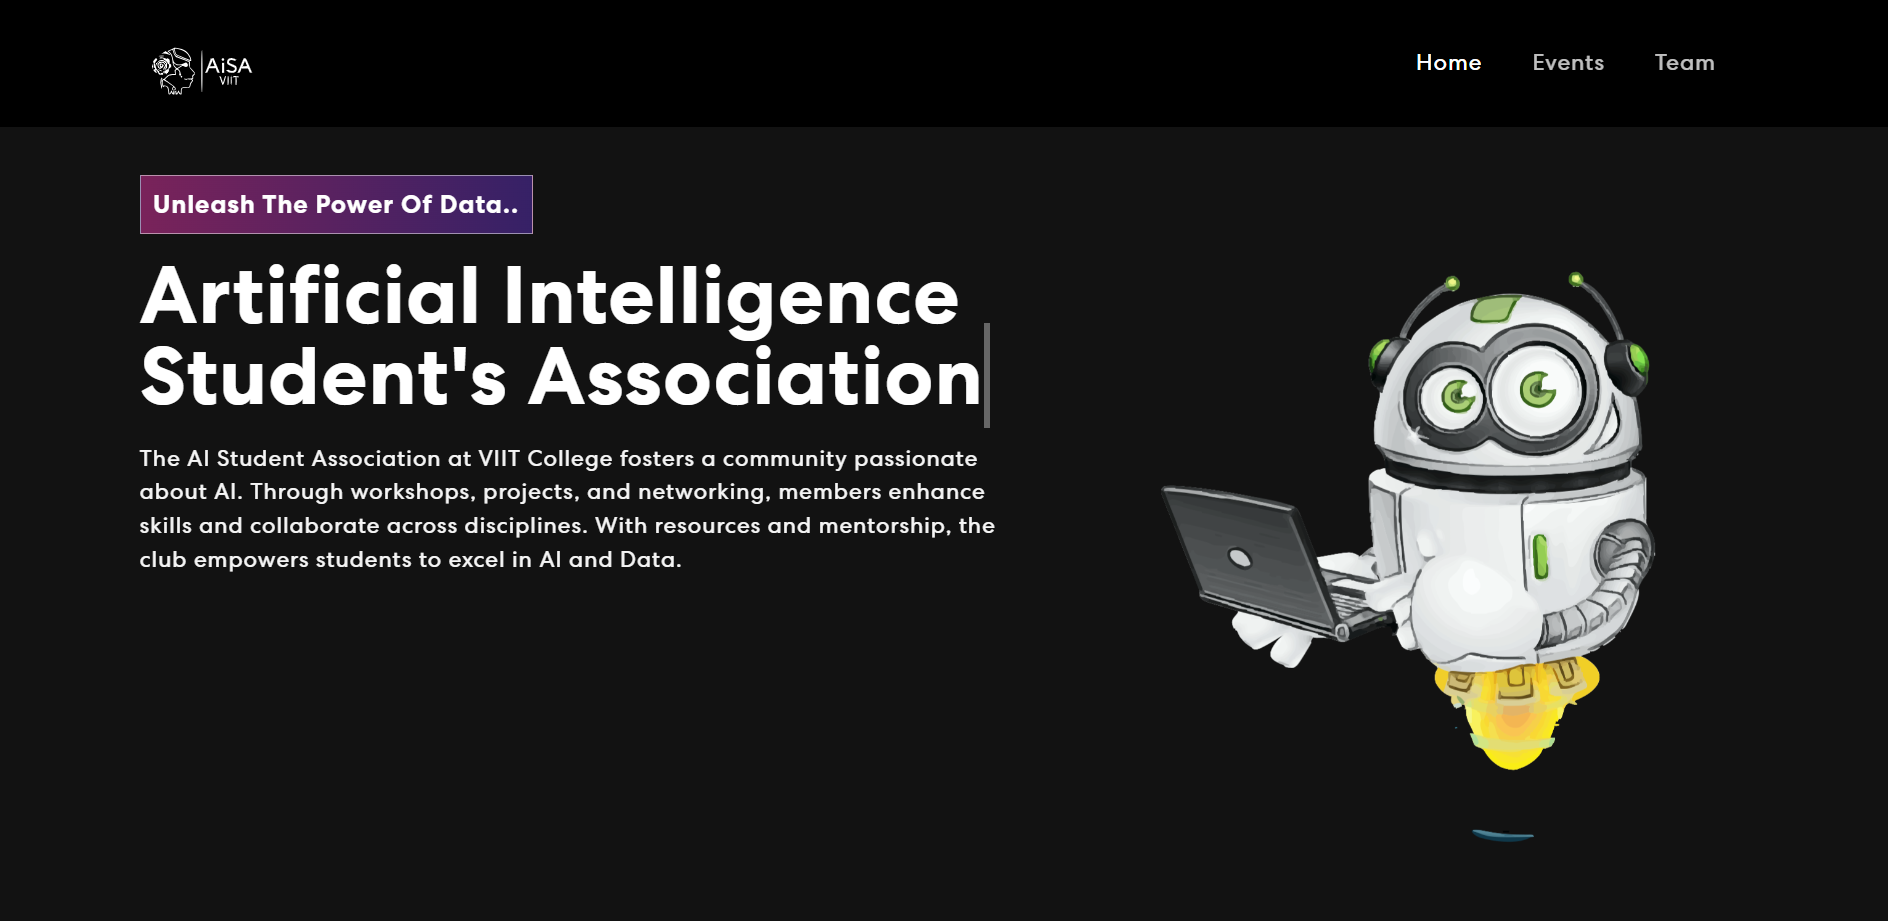 AiSA
VIIT
Home Events Team
Unleash The Power Of Data..
Artificial Intelligence
Student's Association
The AI Student Association at VIIT College fosters a community passionate
about AI. Through workshops, projects, and networking, members enhance
skills and collaborate across disciplines. With resources and mentorship, the
club empowers students to excel in AI and Data.